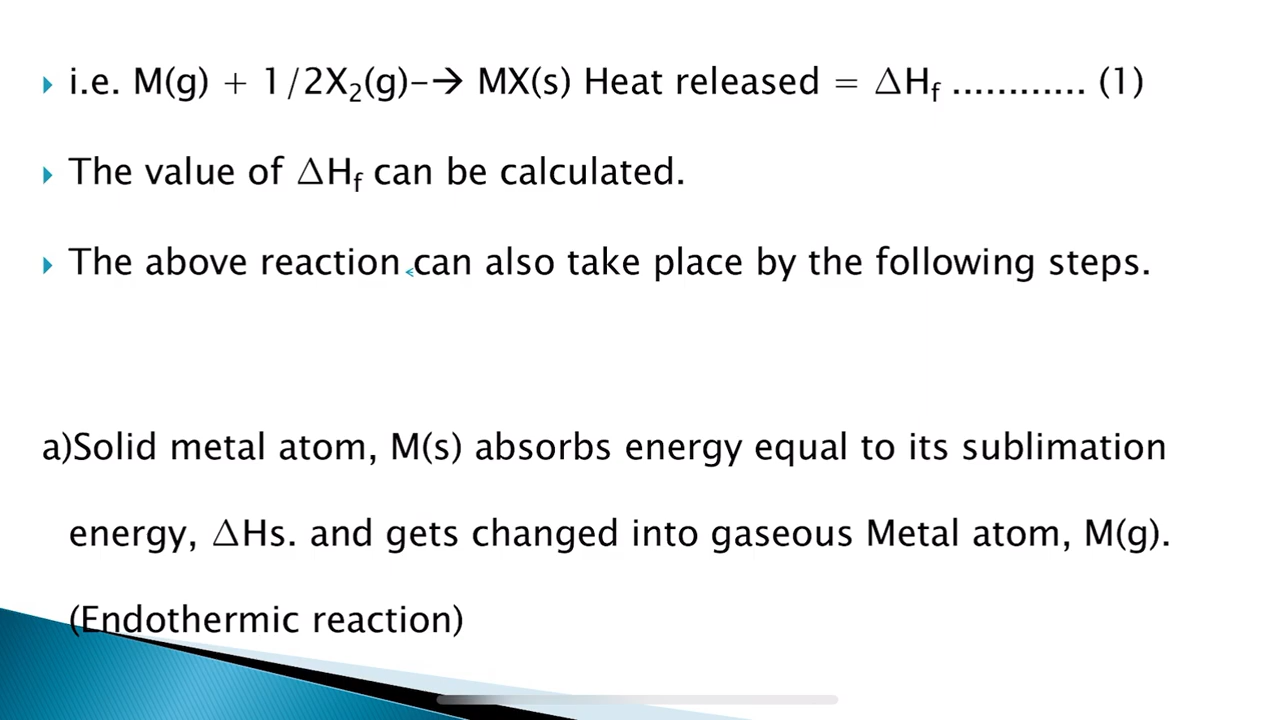 i.e. M(g) + 1/2X₂(g)-→ MX(s) Heat released = ΔH_f ............ (1)
The value of ΔH_f can be calculated.
The above reaction can also take place by the following steps.
a)Solid metal atom, M(s) absorbs energy equal to its sublimation
energy, ΔHs. and gets changed into gaseous Metal atom, M(g).
(Endothermic reaction)